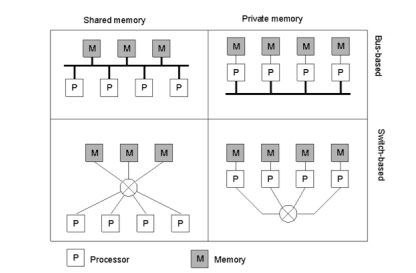 Shared memory
Private memory
M M M
P P P P
M M M M
P P P P
Bus-based
M M M
P P P P
M M M M
P P P P
Switch-based
P Processor
M Memory